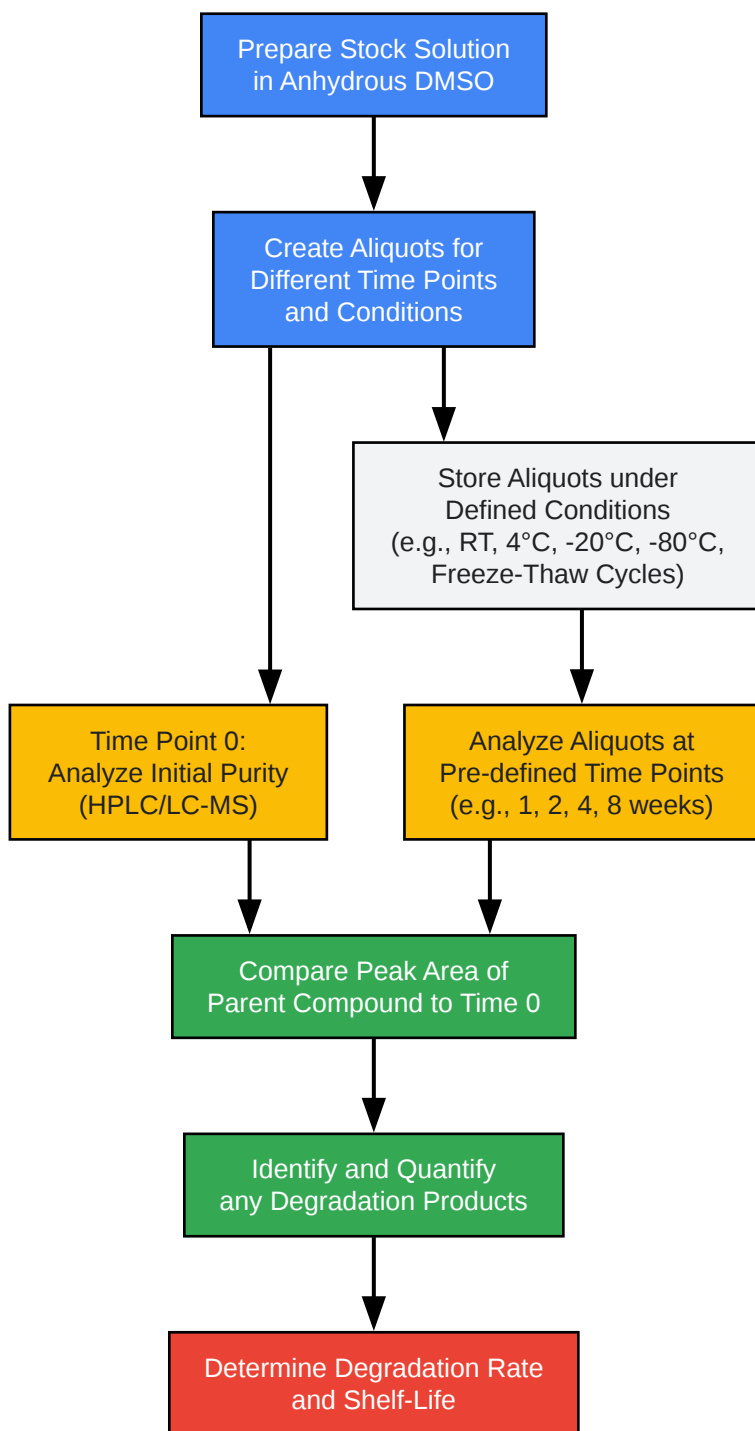 Prepare Stock Solution
in Anhydrous DMSO
Create Aliquots for
Different Time Points
and Conditions
Store Aliquots under
Defined Conditions
(e.g., RT, 4°C, -20°C, -80°C,
Freeze-Thaw Cycles)
Time Point 0:
Analyze Initial Purity
(HPLC/LC-MS)
Analyze Aliquots at
Pre-defined Time Points
(e.g., 1, 2, 4, 8 weeks)
Compare Peak Area of
Parent Compound to Time 0
Identify and Quantify
any Degradation Products
Determine Degradation Rate
and Shelf-Life